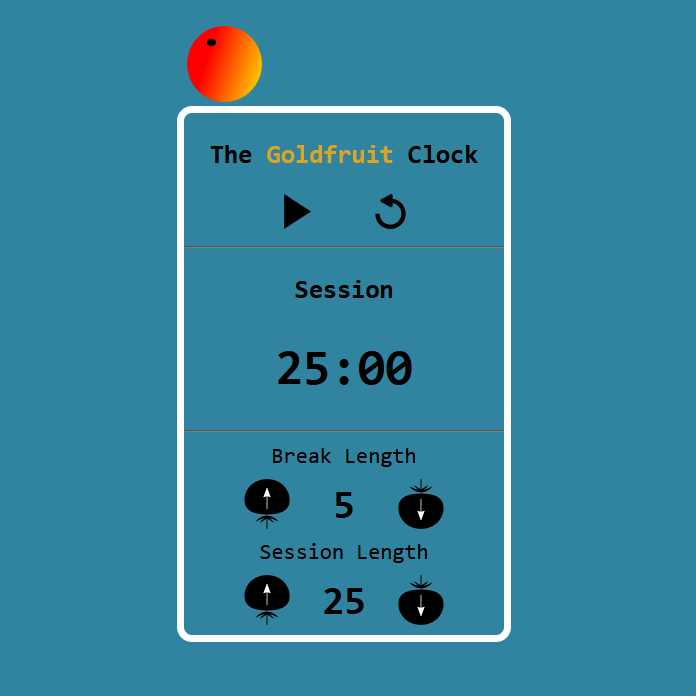 The Goldfruit Clock
Session
25:00
Break Length
5
Session Length
25